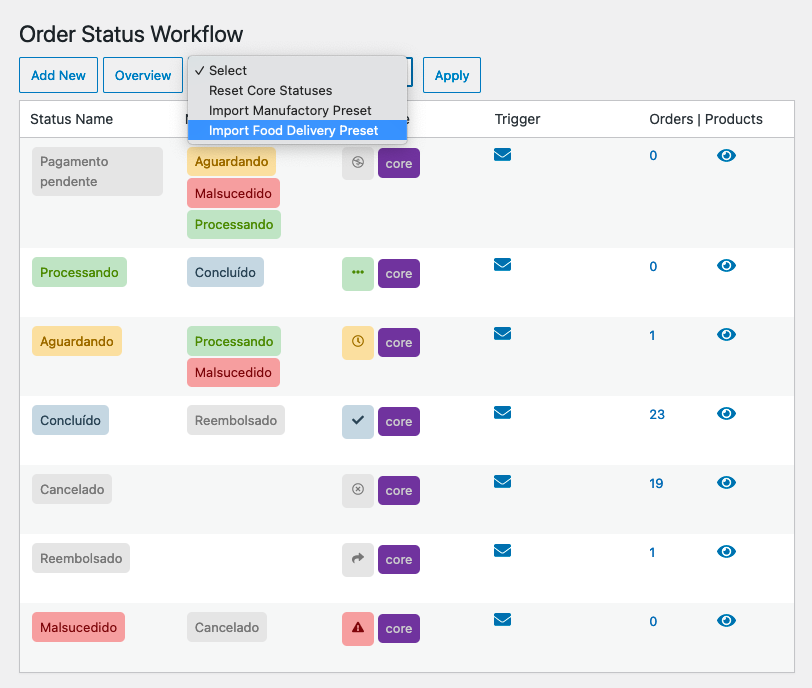 Order Status Workflow
Add New
Overview
✓ Select
Reset Core Statuses
Import Manufactory Preset
Import Food Delivery Preset
Apply
Status Name
Trigger
Orders | Products
Pagamento
pendente
Aguardando
Malsucedido
Processando
core
0
Processando
Concluído
core
0
Aguardando
Processando
Malsucedido
core
1
Concluído
Reembolsado
core
23
Cancelado
core
19
Reembolsado
core
1
Malsucedido
Cancelado
core
0